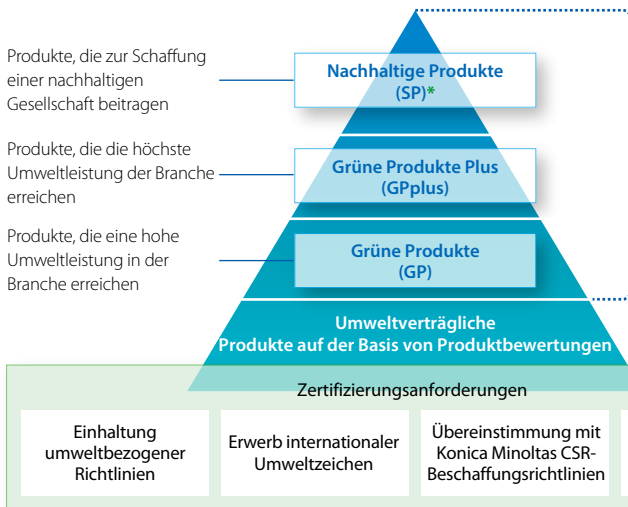 Produkte, die zur Schaffung
einer nachhaltigen
Gesellschaft beitragen
Nachhaltige Produkte
(SP)*
Produkte, die die höchste
Umweltleistung der Branche
erreichen
Grüne Produkte Plus
(GPplus)
Produkte, die eine hohe
Umweltleistung in der
Branche erreichen
Grüne Produkte
(GP)
Umweltverträgliche
Produkte auf der Basis von Produktbewertungen
Zertifizierungsanforderungen
Einhaltung
umweltbezogener
Richtlinien
Erwerb internationaler
Umweltzeichen
Übereinstimmung mit
Konica Minoltas CSR-
Beschaffungsrichtlinien